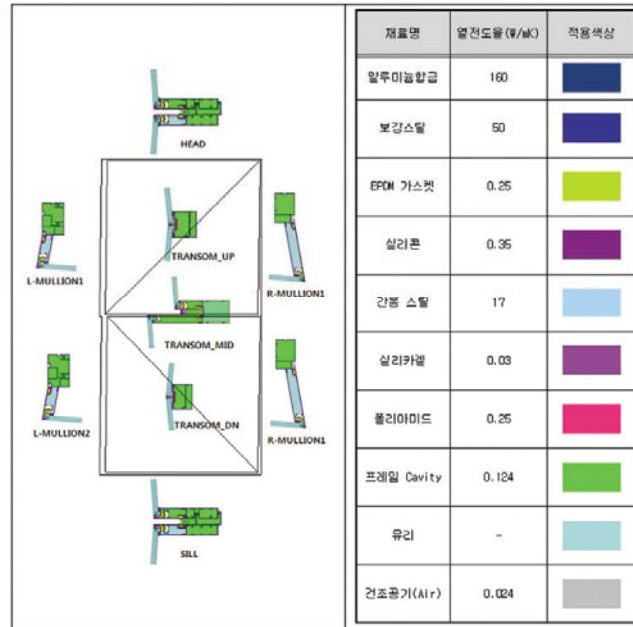 HEAD
TRANSOM_UP
L-MULLION1
R-MULLION1
TRANSOM_MID
TRANSOM_DN
L-MULLION2
R-MULLION1
SILL
재료명 열전도율(W/mK) 적용색상
알루미늄합금 160
보강스틸 50
EPDM 가스켓 0.25
실리콘 0.35
간봉 스틸 17
실리카겔 0.03
폴리아미드 0.25
프레임 Cavity 0.124
유리 -
건조공기(Air) 0.024